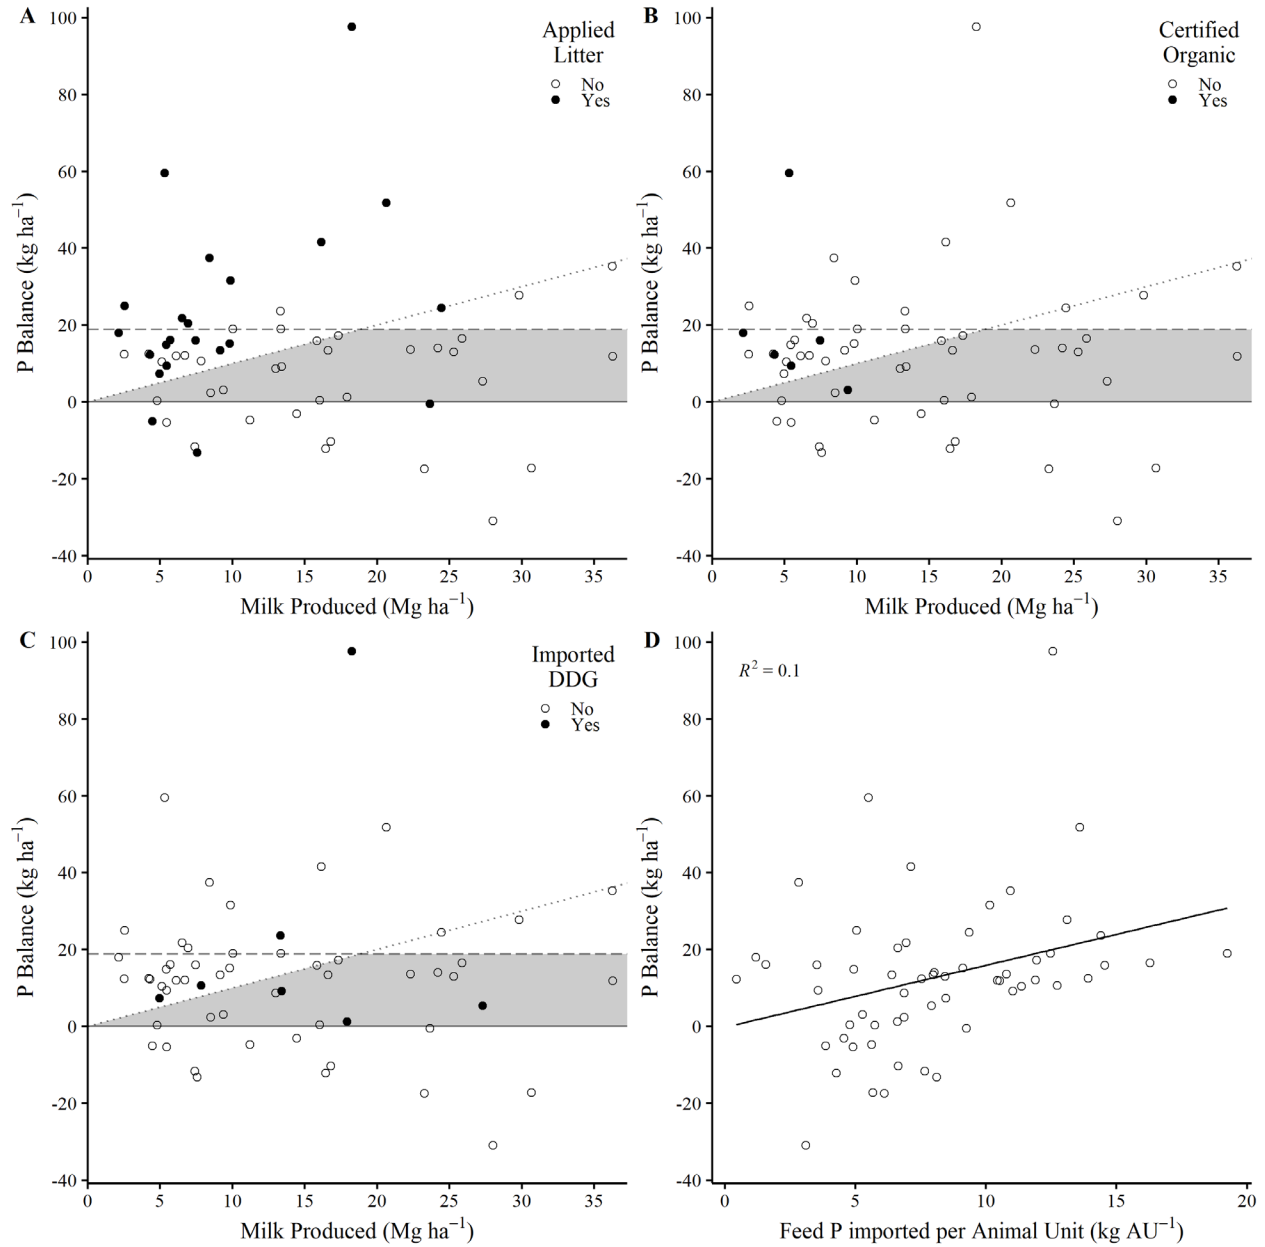 A
P Balance (kg ha⁻¹)
100
80
60
40
20
0
-20
-40
Applied
Litter
No
Yes
0 5 10 15 20 25 30 35
Milk Produced (Mg ha⁻¹)
B
P Balance (kg ha⁻¹)
100
80
60
40
20
0
-20
-40
Certified
Organic
No
Yes
0 5 10 15 20 25 30 35
Milk Produced (Mg ha⁻¹)
C
P Balance (kg ha⁻¹)
100
80
60
40
20
0
-20
-40
Imported
DDG
No
Yes
0 5 10 15 20 25 30 35
Milk Produced (Mg ha⁻¹)
D
P Balance (kg ha⁻¹)
100
80
60
40
20
0
-20
-40
R² = 0.1
0 5 10 15 20
Feed P imported per Animal Unit (kg AU⁻¹)